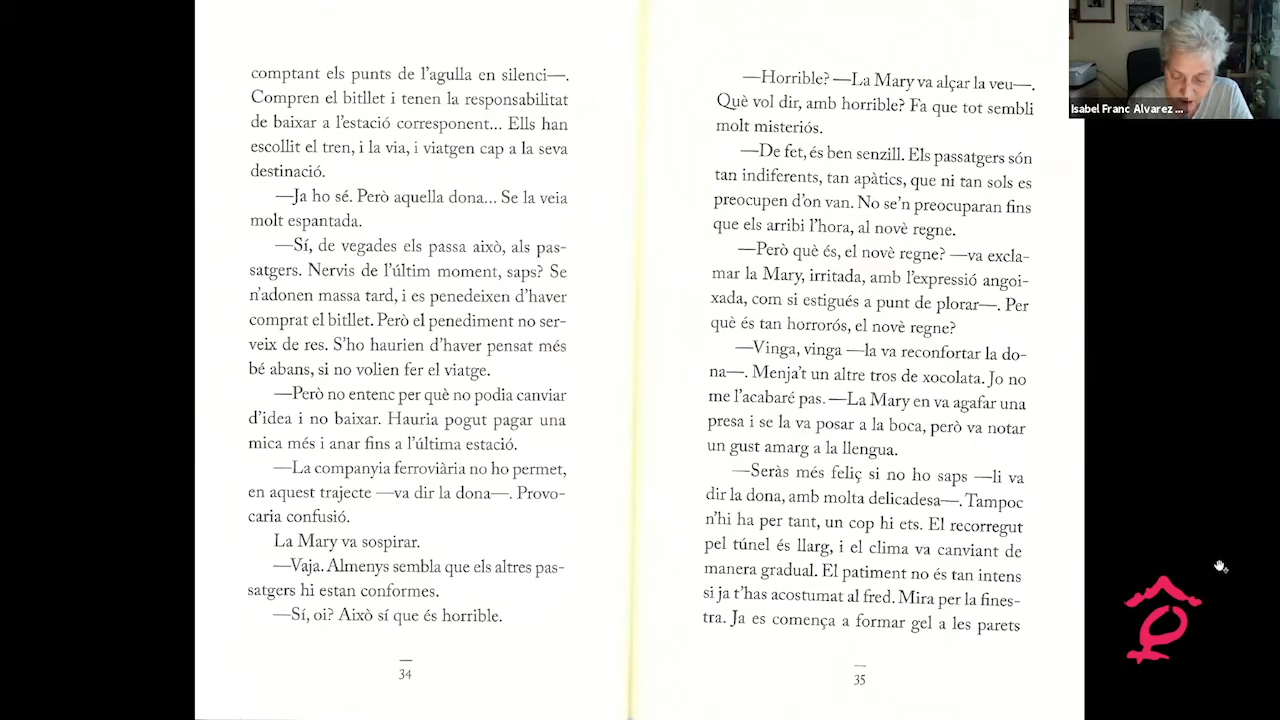 comptant els punts de l'agulla en silenci—.
Compren el bitllet i tenen la responsabilitat
de baixar a l'estació corresponent... Ells han
escollit el tren, i la via, i viatgen cap a la seva
destinació.
—Ja ho sé. Però aquella dona... Se la veia
molt espantada.
—Sí, de vegades els passa això, als pas-
satgers. Nervis de l'últim moment, saps? Se
n'adonen massa tard, i es penedeixen d'haver
comprat el bitllet. Però el penediment no ser-
veix de res. S'ho haurien d'haver pensat més
bé abans, si no volien fer el viatge.
—Però no entenc per què no podia canviar
d'idea i no baixar. Hauria pogut pagar una
mica més i anar fins a l'última estació.
—La companyia ferroviària no ho permet,
en aquest trajecte —va dir la dona—. Provo-
caria confusió.
La Mary va sospirar.
—Vaja. Almenys sembla que els altres pas-
satgers hi estan conformes.
—Sí, oi? Això sí que és horrible.
34
—Horrible? —La Mary va alçar la veu—.
Què vol dir, amb horrible? Fa que tot sembli
molt misteriós.
—De fet, és ben senzill. Els passatgers són
tan indiferents, tan apàtics, que ni tan sols es
preocupen d'on van. No se'n preocuparan fins
que els arribi l'hora, al novè regne.
—Però què és, el novè regne? —va excla-
mar la Mary, irritada, amb l'expressió angoi-
xada, com si estigués a punt de plorar—. Per
què és tan horrorós, el novè regne?
—Vinga, vinga —la va reconfortar la do-
na—. Menja't un altre tros de xocolata. Jo no
me l'acabaré pas. —La Mary en va agafar una
presa i se la va posar a la boca, però va notar
un gust amarg a la llengua.
—Seràs més feliç si no ho saps —li va
dir la dona, amb molta delicadesa—. Tampoc
n'hi ha per tant, un cop hi ets. El recorregut
pel túnel és llarg, i el clima va canviant de
manera gradual. El patiment no és tan intens
si ja t'has acostumat al fred. Mira per la fines-
tra. Ja es comença a formar gel a les parets
35
Isabel Franc Alvarez ...